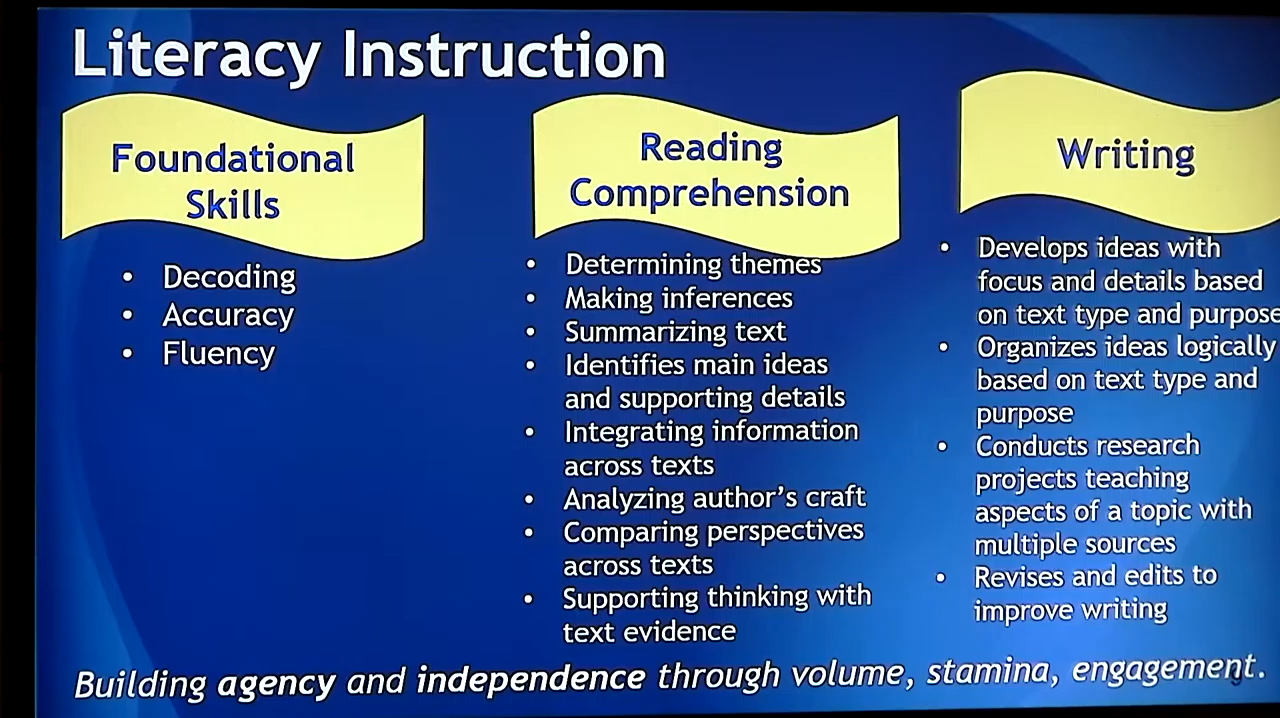 Literacy Instruction
Foundational
Skills
• Decoding
• Accuracy
• Fluency
Reading
Comprehension
• Determining themes
• Making inferences
• Summarizing text
• Identifies main ideas
and supporting details
• Integrating information
across texts
• Analyzing author's craft
• Comparing perspectives
across texts
• Supporting thinking with
text evidence
Writing
• Develops ideas with
focus and details based
on text type and purpose
• Organizes ideas logically
based on text type and
purpose
• Conducts research
projects teaching
aspects of a topic with
multiple sources
• Revises and edits to
improve writing
Building agency and independence through volume, stamina, engagement.